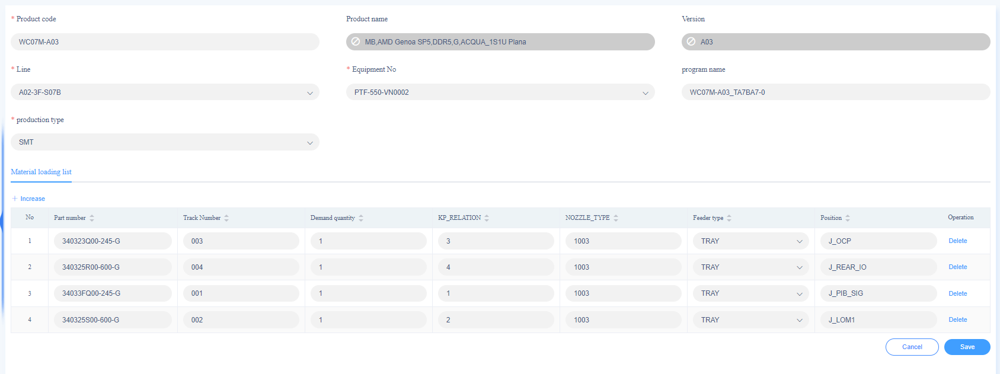 * Product code
Product name
Version
WC07M-A03
MB,AMD Genoa SP5,DDR5,G,ACQUA_1S1U Plana
A03
* Line
* Equipment No
program name
A02-3F-S07B
PTF-550-VN0002
WC07M-A03_TA7BA7-0
* production type
SMT
Material loading list
+ Increase
No Part number Track Number Demand quantity KP_RELATION NOZZLE_TYPE Feeder type Position Operation
1 340323Q00-245-G 003 1 3 1003 TRAY J_OCP Delete
2 340325R00-600-G 004 1 4 1003 TRAY J_REAR_IO Delete
3 34033FQ00-245-G 001 1 1 1003 TRAY J_PIB_SIG Delete
4 340325S00-600-G 002 1 2 1003 TRAY J_LOM1 Delete
Cancel Save